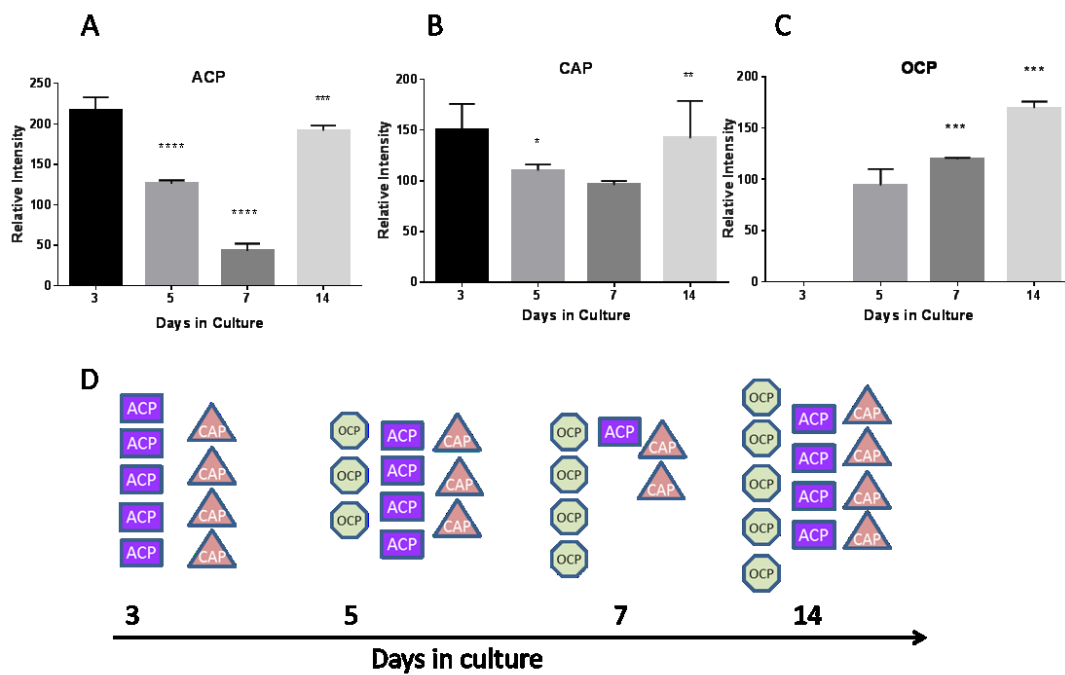 A
ACP
Relative Intensity
250
200
150
100
50
0
****
****
***
3 5 7 14
Days in Culture
B
CAP
Relative Intensity
200
150
100
50
0
*
**
3 5 7 14
Days in Culture
C
OCP
Relative Intensity
200
150
100
50
0
***
***
3 5 7 14
Days in Culture
D
ACP
ACP
ACP
ACP
ACP
CAP
CAP
CAP
CAP
OCP
OCP
OCP
ACP
ACP
ACP
ACP
CAP
CAP
CAP
OCP
OCP
OCP
OCP
ACP
CAP
CAP
OCP
OCP
OCP
OCP
OCP
ACP
ACP
ACP
ACP
CAP
CAP
CAP
CAP
3 5 7 14
Days in culture